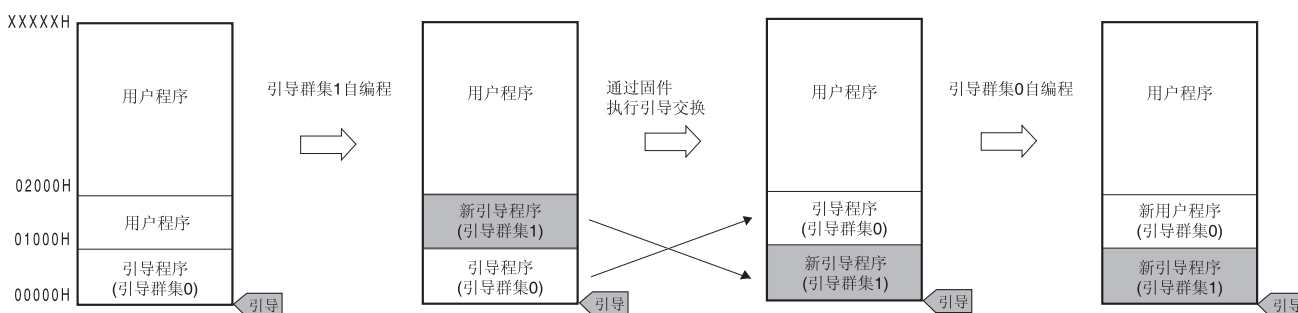 XXXXXH
用户程序
02000H
用户程序
01000H
引导程序
(引导群集0)
00000H
引导
引导群集1自编程
用户程序
新引导程序
(引导群集1)
引导程序
(引导群集0)
引导
通过固件
执行引导交换
用户程序
引导程序
(引导群集0)
新引导程序
(引导群集1)
引导
引导群集0自编程
用户程序
新用户程序
(引导群集0)
新引导程序
(引导群集1)
引导